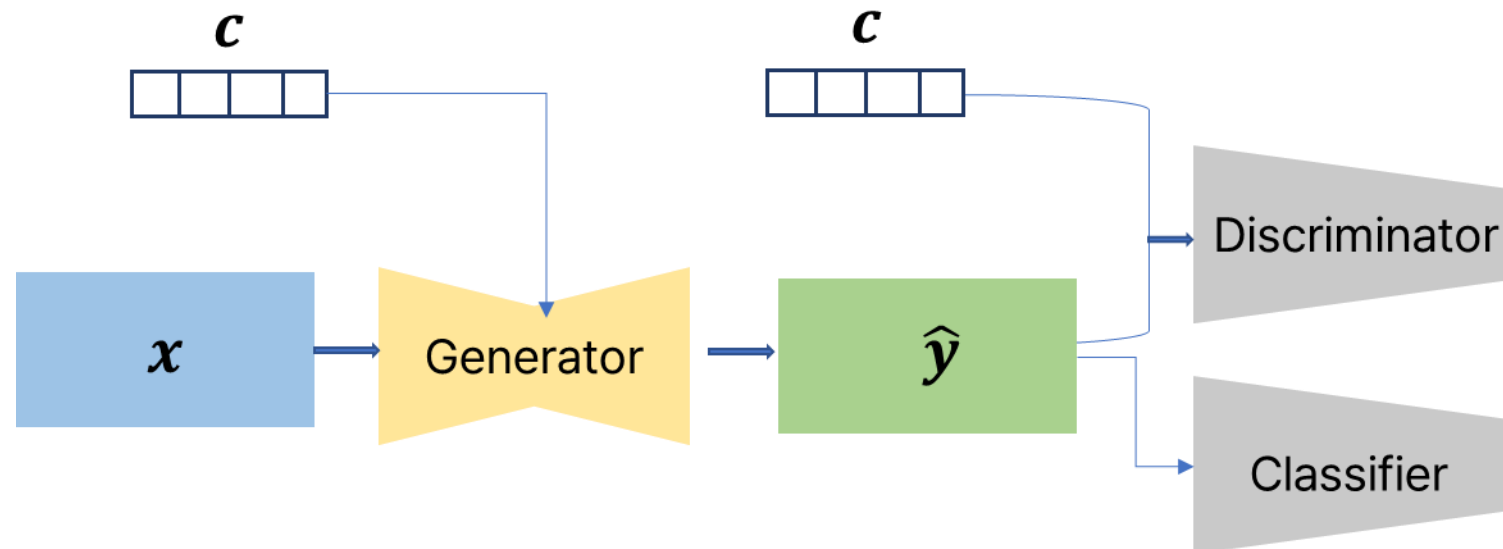 c
c
Discriminator
x
Generator
ŷ
Classifier